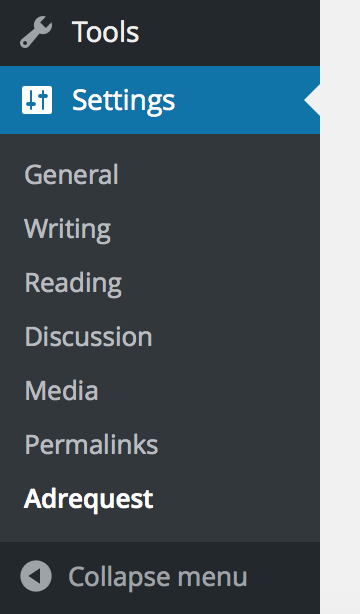 Tools
Settings
General
Writing
Reading
Discussion
Media
Permalinks
Adrequest
Collapse menu